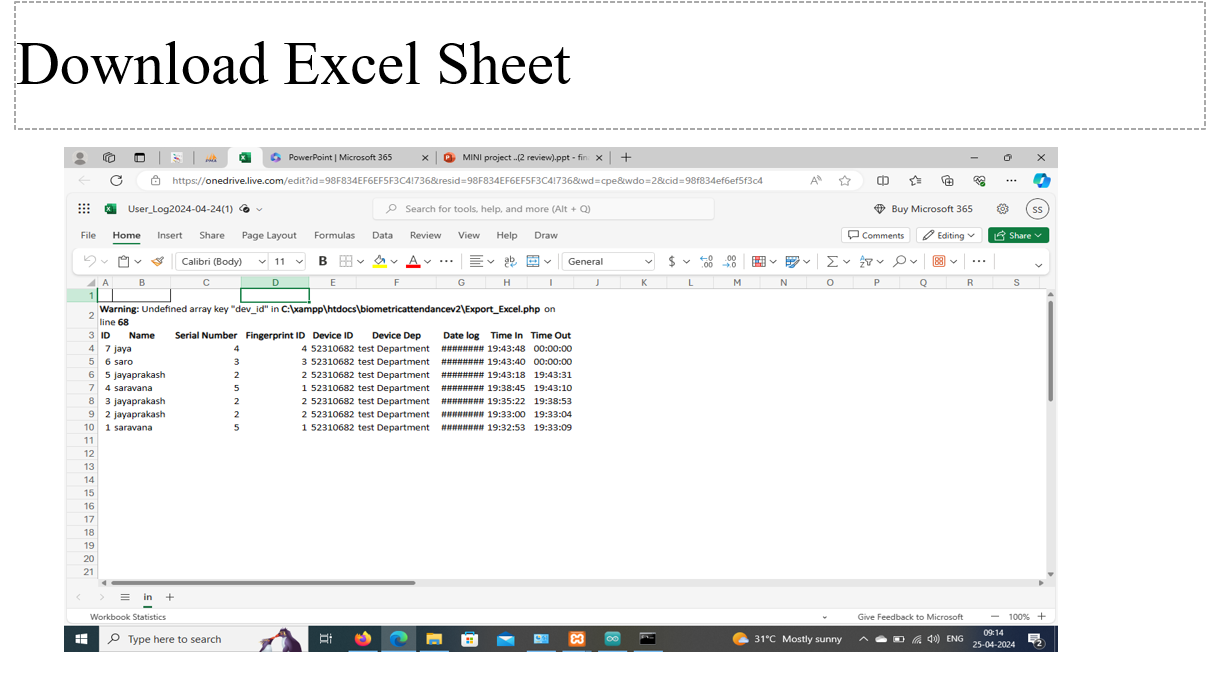 Download Excel Sheet
PowerPoint | Microsoft 365
MINI project ..(2 review).ppt - fin
https://onedrive.live.com/edit?id=98F834EF6EF5F3C4!736&resid=98F834EF6EF5F3C4!736&wd=cpe&wdo=2&cid=98f834ef6ef5f3c4
User_Log2024-04-24(1)
Search for tools, help, and more (Alt + Q)
Buy Microsoft 365
SS
File Home Insert Share Page Layout Formulas Data Review View Help Draw
Comments Editing Share
Calibri (Body) 11 B A ab General $ .00 .00
A B C D E F G H I J K L M N O P Q R S
1
2 Warning: Undefined array key "dev_id" in C:\xampp\htdocs\biometricattendancev2\Export_Excel.php on
line 68
3 ID Name Serial Number Fingerprint ID Device ID Device Dep Date log Time In Time Out
4 7 jaya 4 4 52310682 test Department ######## 19:43:48 00:00:00
5 6 saro 3 3 52310682 test Department ######## 19:43:40 00:00:00
6 5 jayaprakash 2 2 52310682 test Department ######## 19:43:18 19:43:31
7 4 saravana 5 1 52310682 test Department ######## 19:38:45 19:43:10
8 3 jayaprakash 2 2 52310682 test Department ######## 19:35:22 19:38:53
9 2 jayaprakash 2 2 52310682 test Department ######## 19:33:00 19:33:04
10 1 saravana 5 1 52310682 test Department ######## 19:32:53 19:33:09
11
12
13
14
15
16
17
18
19
20
21
in
Workbook Statistics
Give Feedback to Microsoft
100%
Type here to search
31°C Mostly sunny
ENG
09:14
25-04-2024
2